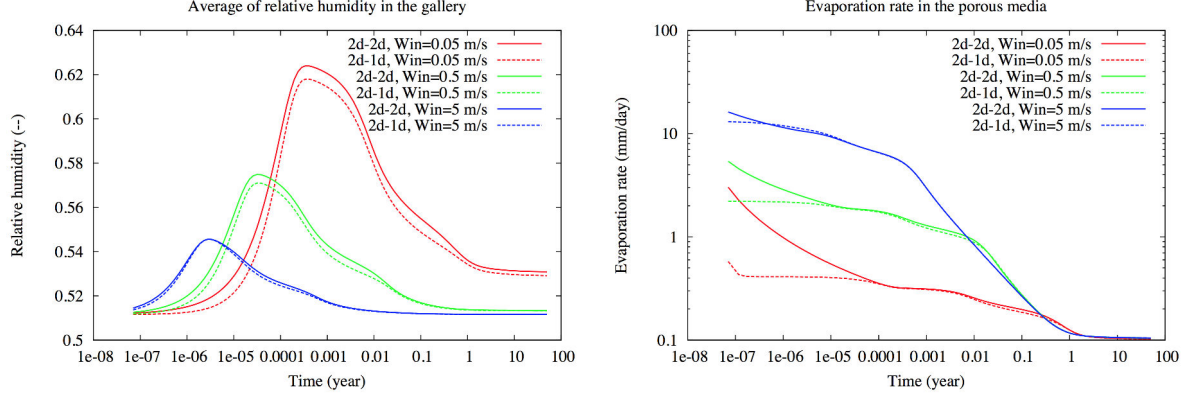 Average of relative humidity in the gallery
0.64
0.62
0.6
0.58
0.56
0.54
0.52
0.5
Relative humidity (--)
2d-2d, Win=0.05 m/s
2d-1d, Win=0.05 m/s
2d-2d, Win=0.5 m/s
2d-1d, Win=0.5 m/s
2d-2d, Win=5 m/s
2d-1d, Win=5 m/s
1e-08 1e-07 1e-06 1e-05 0.0001 0.001 0.01 0.1 1 10 100
Time (year)
Evaporation rate in the porous media
100
10
1
0.1
Evaporation rate (mm/day)
2d-2d, Win=0.05 m/s
2d-1d, Win=0.05 m/s
2d-2d, Win=0.5 m/s
2d-1d, Win=0.5 m/s
2d-2d, Win=5 m/s
2d-1d, Win=5 m/s
1e-08 1e-07 1e-06 1e-05 0.0001 0.001 0.01 0.1 1 10 100
Time (year)